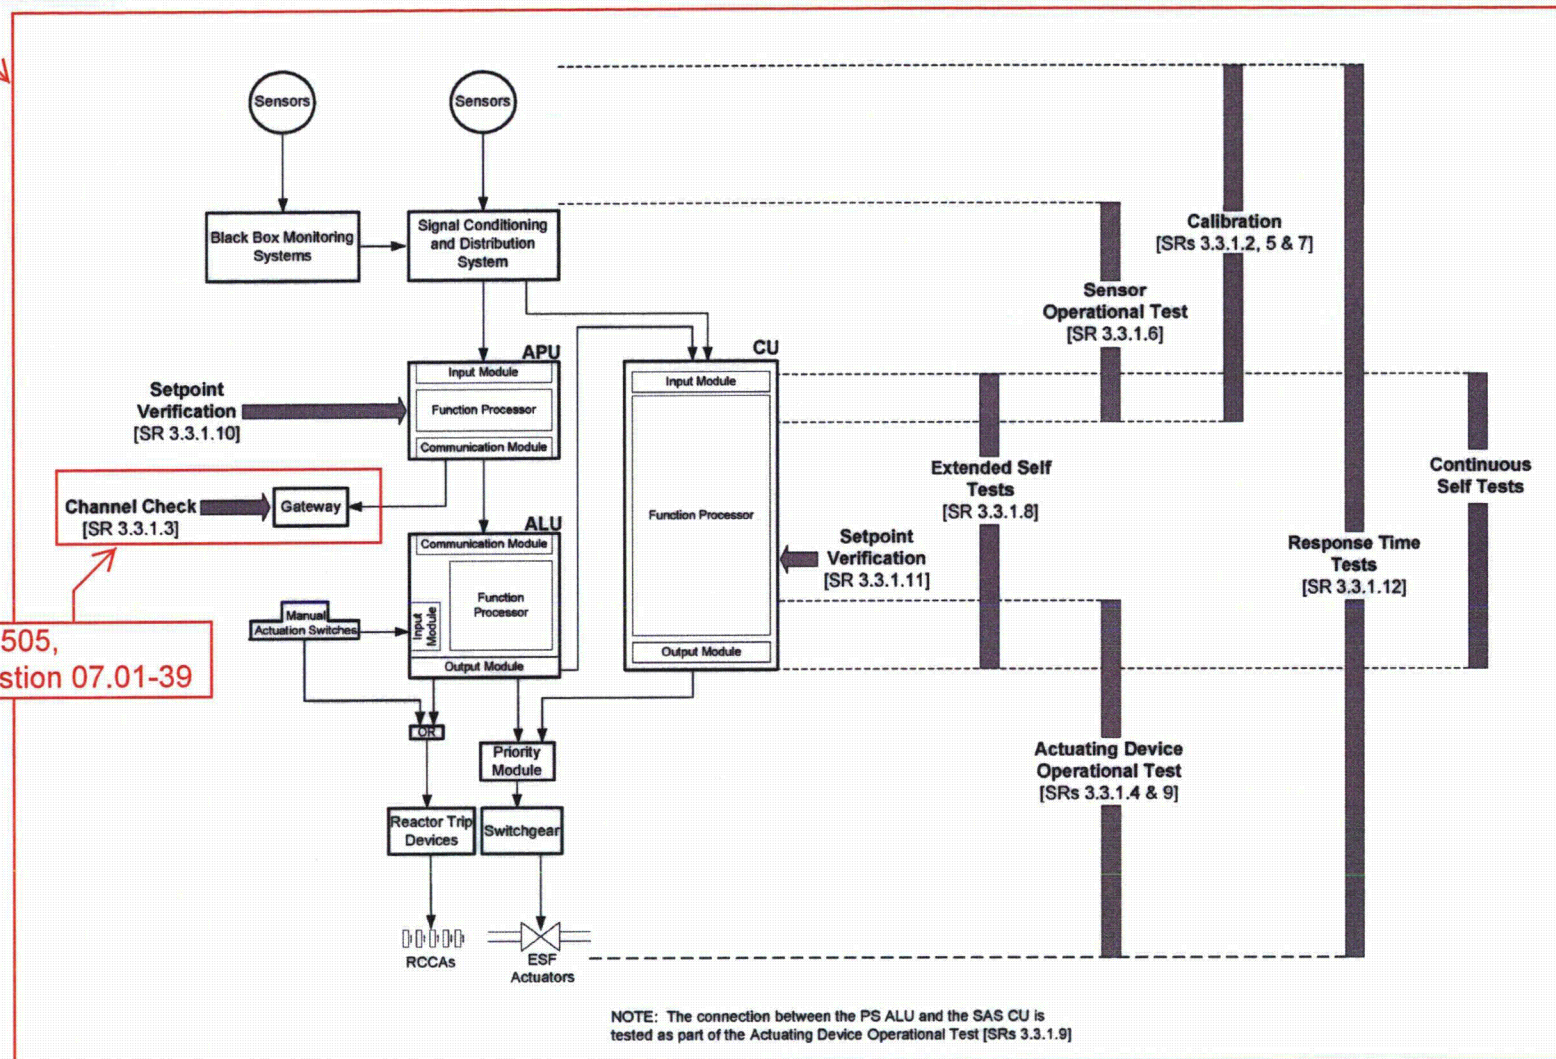 Sensors
Sensors
Black Box Monitoring
Systems
Signal Conditioning
and Distribution
System
Calibration
[SRs 3.3.1.2, 5 & 7]
Sensor
Operational Test
[SR 3.3.1.6]
APU
Input Module
Function Processor
Communication Module
CU
Input Module
Function Processor
Output Module
Setpoint
Verification
[SR 3.3.1.10]
Channel Check
[SR 3.3.1.3]
Gateway
Extended Self
Tests
[SR 3.3.1.8]
Continuous
Self Tests
ALU
Communication Module
Function
Processor
Input
Module
Output Module
Setpoint
Verification
[SR 3.3.1.11]
Response Time
Tests
[SR 3.3.1.12]
Manual
Actuation Switches
505,
stion 07.01-39
OR
Priority
Module
Actuating Device
Operational Test
[SRs 3.3.1.4 & 9]
Reactor Trip
Devices
Switchgear
RCCAs
ESF
Actuators
NOTE: The connection between the PS ALU and the SAS CU is
tested as part of the Actuating Device Operational Test [SRs 3.3.1.9]